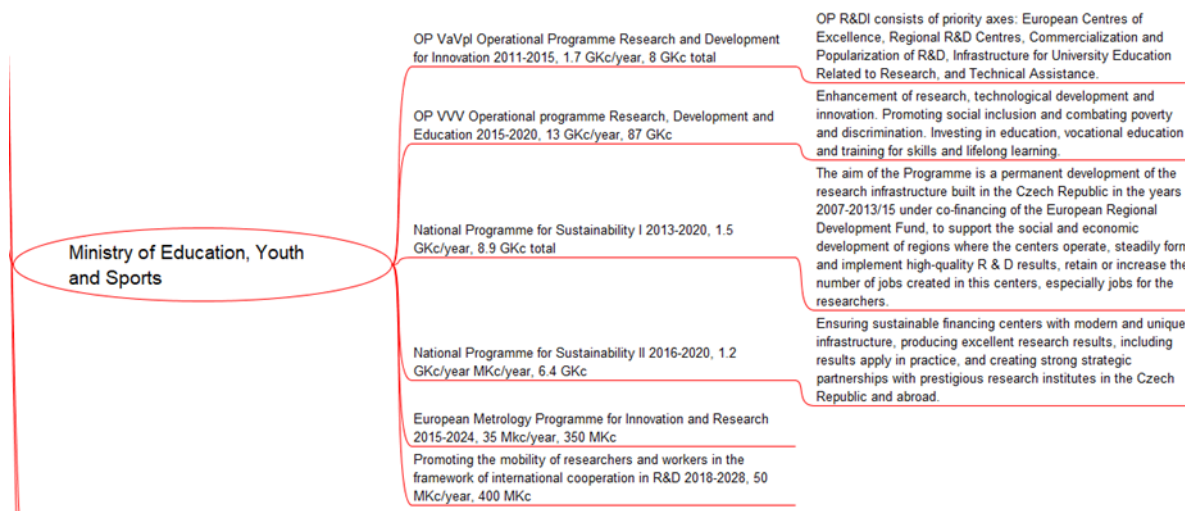 Ministry of Education, Youth
and Sports
OP VaVpI Operational Programme Research and Development
for Innovation 2011-2015, 1.7 GKc/year, 8 GKc total
OP R&DI consists of priority axes: European Centres of
Excellence, Regional R&D Centres, Commercialization and
Popularization of R&D, Infrastructure for University Education
Related to Research, and Technical Assistance.
OP VVV Operational programme Research, Development and
Education 2015-2020, 13 GKc/year, 87 GKc
Enhancement of research, technological development and
innovation. Promoting social inclusion and combating poverty
and discrimination. Investing in education, vocational education
and training for skills and lifelong learning.
National Programme for Sustainability I 2013-2020, 1.5
GKc/year, 8.9 GKc total
The aim of the Programme is a permanent development of the
research infrastructure built in the Czech Republic in the years
2007-2013/15 under co-financing of the European Regional
Development Fund, to support the social and economic
development of regions where the centers operate, steadily form
and implement high-quality R & D results, retain or increase the
number of jobs created in this centers, especially jobs for the
researchers.
National Programme for Sustainability II 2016-2020, 1.2
GKc/year MKc/year, 6.4 GKc
Ensuring sustainable financing centers with modern and unique
infrastructure, producing excellent research results, including
results apply in practice, and creating strong strategic
partnerships with prestigious research institutes in the Czech
Republic and abroad.
European Metrology Programme for Innovation and Research
2015-2024, 35 Mkc/year, 350 MKc
Promoting the mobility of researchers and workers in the
framework of international cooperation in R&D 2018-2028, 50
MKc/year, 400 MKc